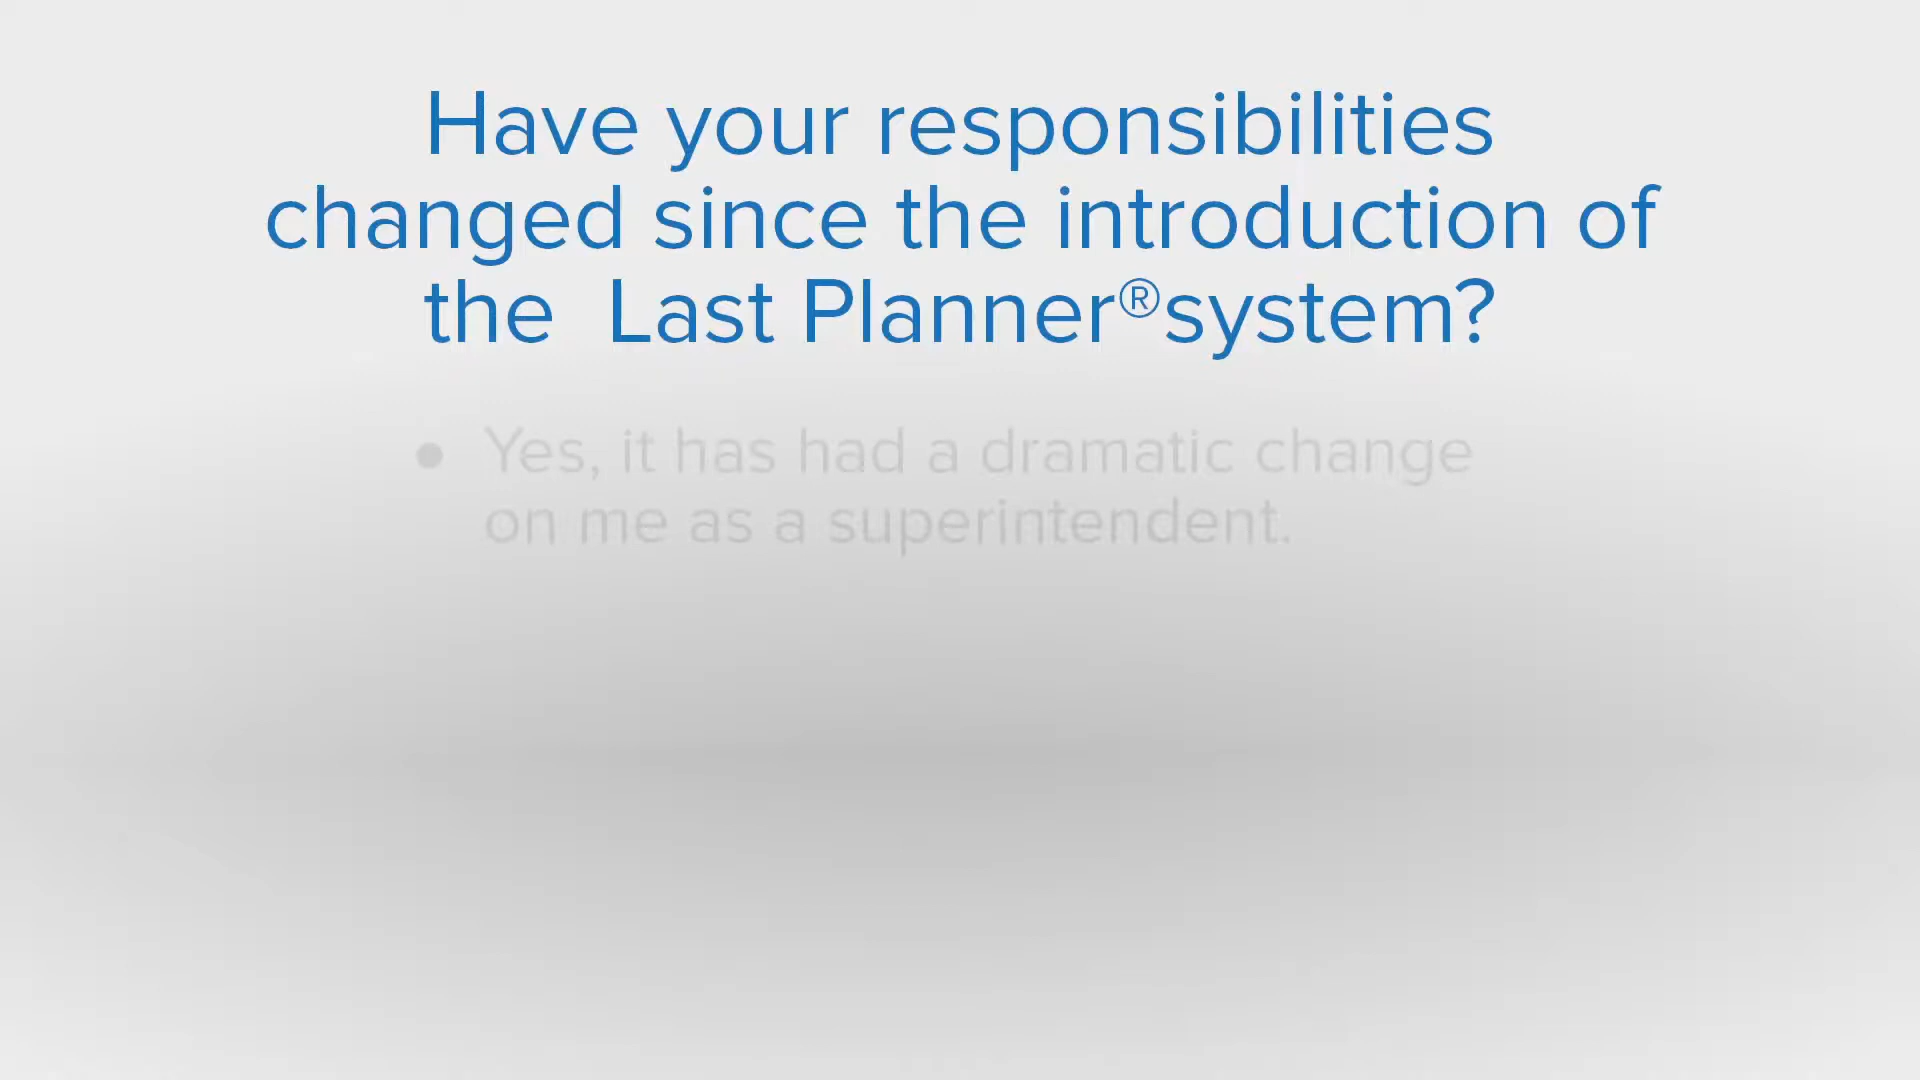 Have your responsibilities
changed since the introduction of
the  Last Planner®system?
● Yes, it has had a dramatic change
on me as a superintendent.